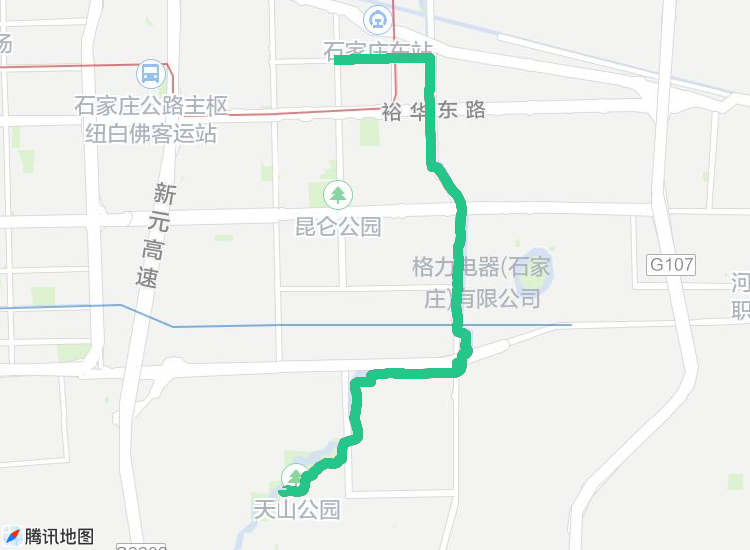 场
石家庄东站
石家庄公路主枢
纽白佛客运站
裕华东路
新元高速
昆仑公园
格力电器(石家
庄)有限公司
G107
河
职
天山公园
腾讯地图